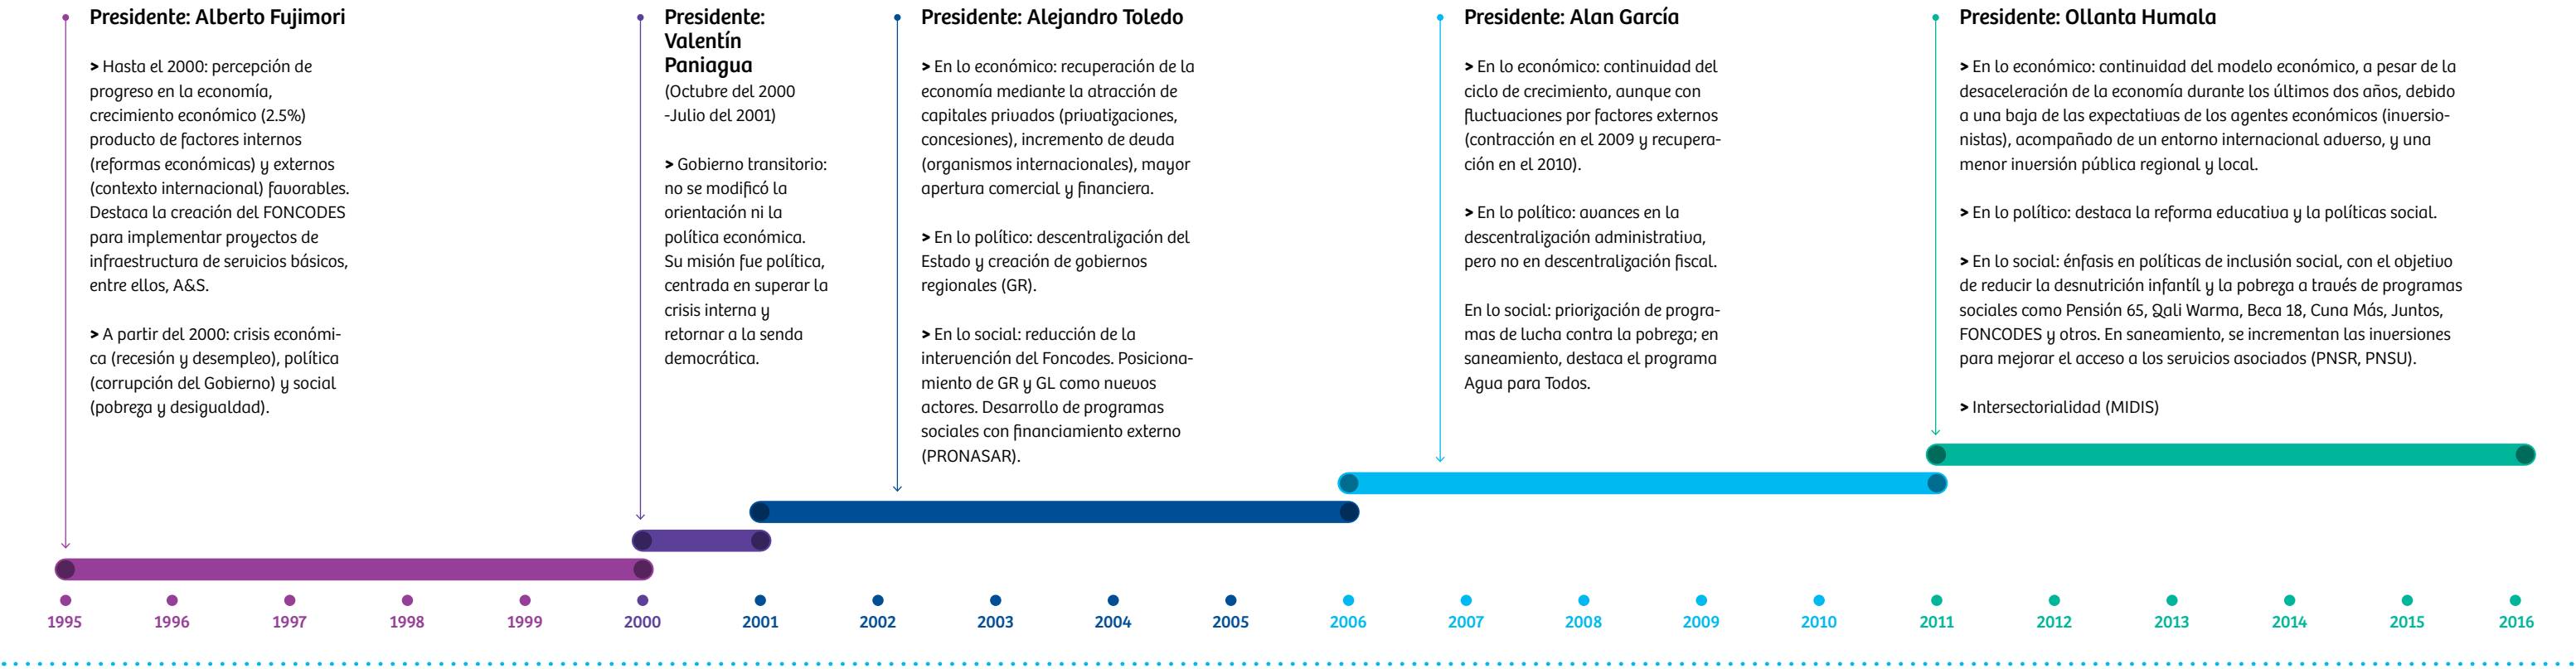 Presidente: Alberto Fujimori
> Hasta el 2000: percepción de
progreso en la economía,
crecimiento económico (2.5%)
producto de factores internos
(reformas económicas) y externos
(contexto internacional) favorables.
Destaca la creación del FONCODES
para implementar proyectos de
infraestructura de servicios básicos,
entre ellos, A&S.
> A partir del 2000: crisis económi-
ca (recesión y desempleo), política
(corrupción del Gobierno) y social
(pobreza y desigualdad).
Presidente:
Valentín
Paniagua
(Octubre del 2000
-Julio del 2001)
> Gobierno transitorio:
no se modificó la
orientación ni la
política económica.
Su misión fue política,
centrada en superar la
crisis interna y
retornar a la senda
democrática.
Presidente: Alejandro Toledo
> En lo económico: recuperación de la
economía mediante la atracción de
capitales privados (privatizaciones,
concesiones), incremento de deuda
(organismos internacionales), mayor
apertura comercial y financiera.
> En lo político: descentralización del
Estado y creación de gobiernos
regionales (GR).
> En lo social: reducción de la
intervención del Foncodes. Posiciona-
miento de GR y GL como nuevos
actores. Desarrollo de programas
sociales con financiamiento externo
(PRONASAR).
Presidente: Alan García
> En lo económico: continuidad del
ciclo de crecimiento, aunque con
fluctuaciones por factores externos
(contracción en el 2009 y recupera-
ción en el 2010).
> En lo político: avances en la
descentralización administrativa,
pero no en descentralización fiscal.
En lo social: priorización de progra-
mas de lucha contra la pobreza; en
saneamiento, destaca el programa
Agua para Todos.
Presidente: Ollanta Humala
> En lo económico: continuidad del modelo económico, a pesar de la
desaceleración de la economía durante los últimos dos años, debido
a una baja de las expectativas de los agentes económicos (inversio-
nistas), acompañado de un entorno internacional adverso, y una
menor inversión pública regional y local.
> En lo político: destaca la reforma educativa y la políticas social.
> En lo social: énfasis en políticas de inclusión social, con el objetivo
de reducir la desnutrición infantíl y la pobreza a través de programas
sociales como Pensión 65, Qali Warma, Beca 18, Cuna Más, Juntos,
FONCODES y otros. En saneamiento, se incrementan las inversiones
para mejorar el acceso a los servicios asociados (PNSR, PNSU).
> Intersectorialidad (MIDIS)
1995 1996 1997 1998 1999 2000 2001 2002 2003 2004 2005 2006 2007 2008 2009 2010 2011 2012 2013 2014 2015 2016